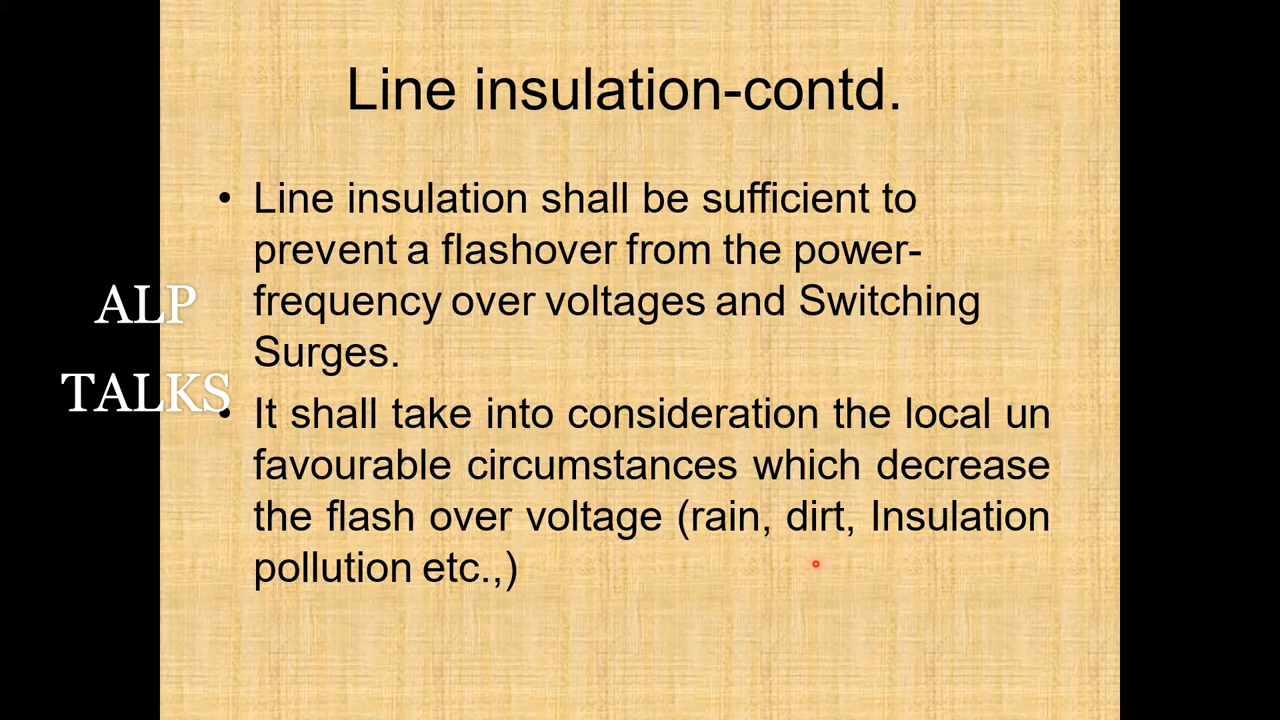 Line insulation-contd.
• Line insulation shall be sufficient to
prevent a flashover from the power-
frequency over voltages and Switching
Surges.
• It shall take into consideration the local un
favourable circumstances which decrease
the flash over voltage (rain, dirt, Insulation
pollution etc.,)
ALP
TALKS